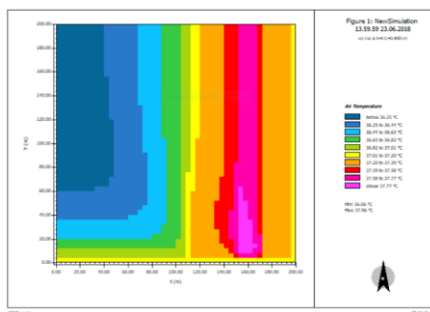 Figure 1: NewSimulation
13.59.59 23.06.2018
200.00
180.00
160.00
140.00
120.00
100.00
80.00
60.00
40.00
20.00
0.00
Y (m)
0.00 20.00 40.00 60.00 80.00 100.00 120.00 140.00 160.00 180.00 200.00
X (m)
Air Temperature
below 36.25 °C
36.25 to 36.44 °C
36.44 to 36.63 °C
36.63 to 36.82 °C
36.82 to 37.01 °C
37.01 to 37.20 °C
37.20 to 37.39 °C
37.39 to 37.58 °C
37.58 to 37.77 °C
above 37.77 °C
Min: 36.06 °C
Max: 37.96 °C